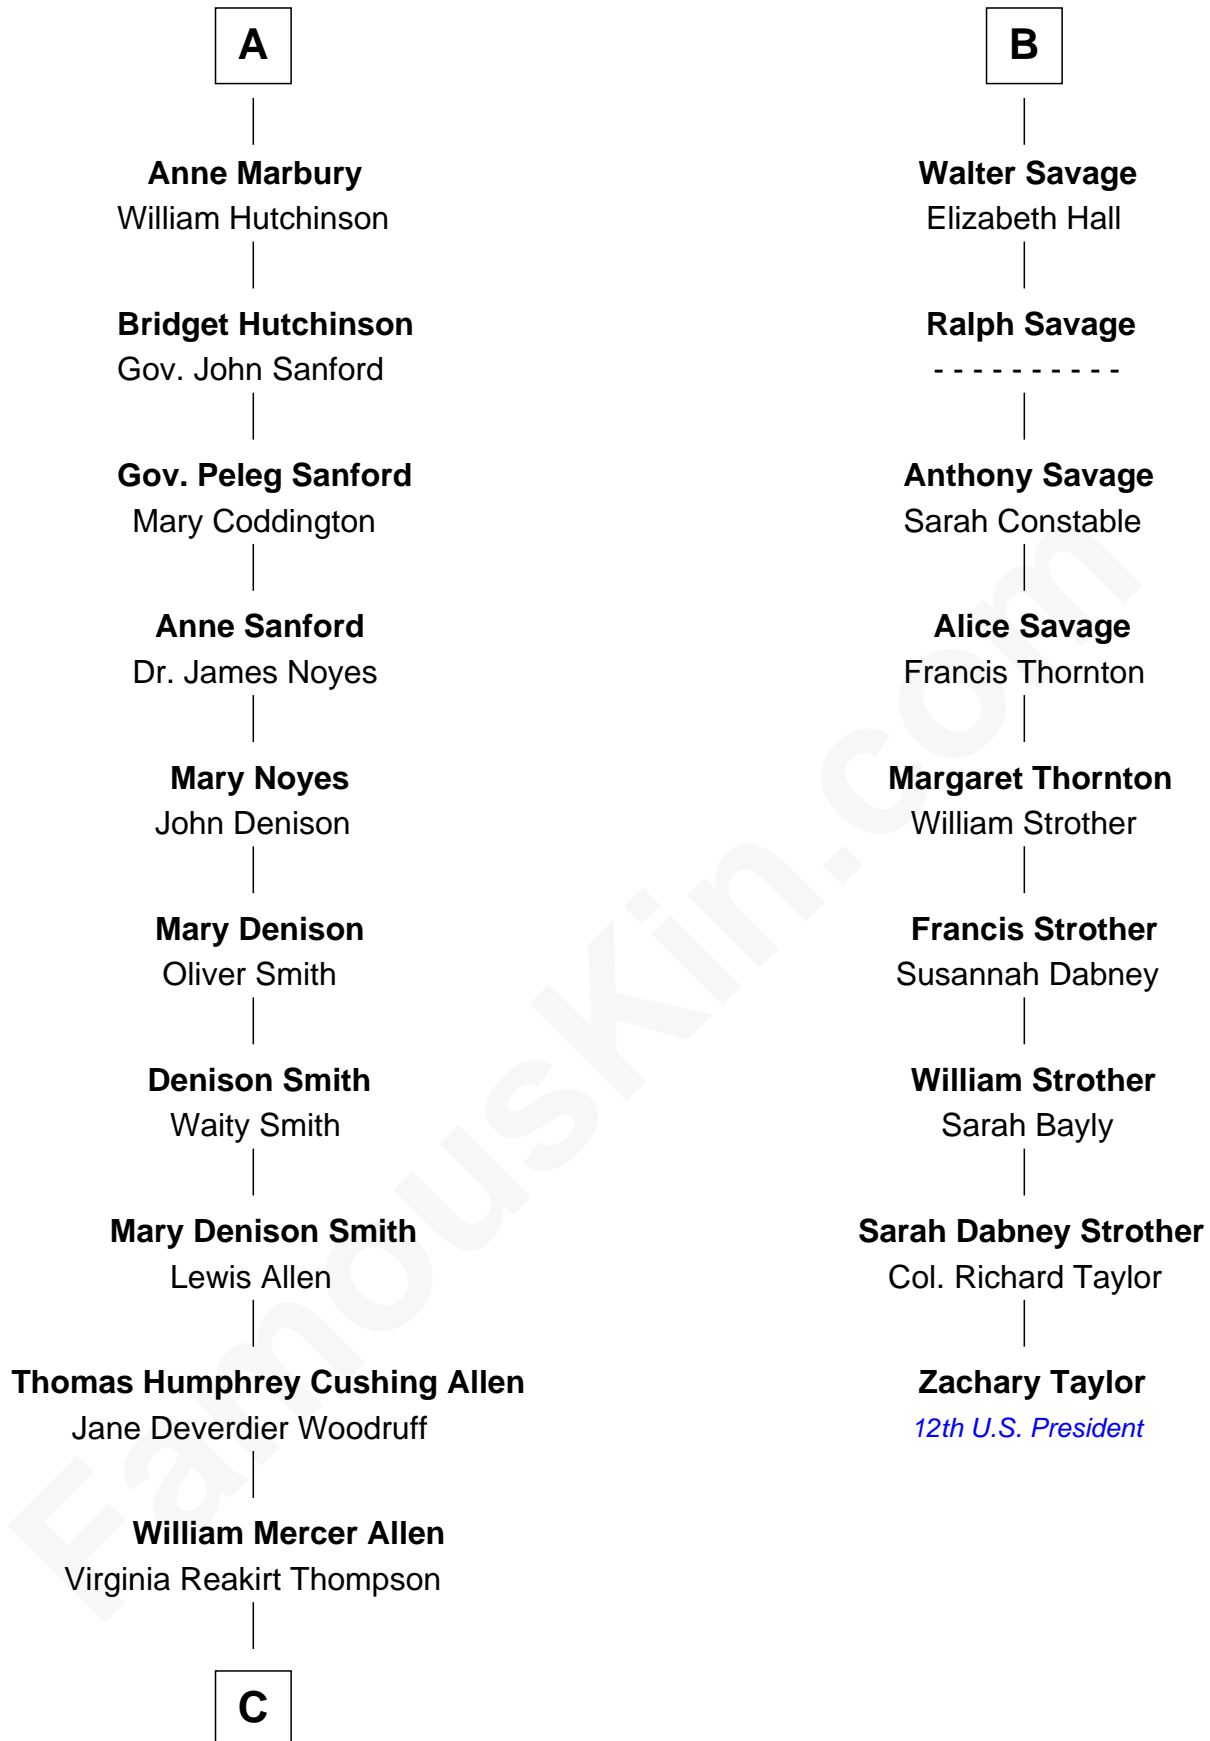 A
Anne Marbury
William Hutchinson
Bridget Hutchinson
Gov. John Sanford
Gov. Peleg Sanford
Mary Coddington
Anne Sanford
Dr. James Noyes
Mary Noyes
John Denison
Mary Denison
Oliver Smith
Denison Smith
Waity Smith
Mary Denison Smith
Lewis Allen
Thomas Humphrey Cushing Allen
Jane Deverdier Woodruff
William Mercer Allen
Virginia Reakirt Thompson
C
B
Walter Savage
Elizabeth Hall
Ralph Savage
- - - - - - - - - -
Anthony Savage
Sarah Constable
Alice Savage
Francis Thornton
Margaret Thornton
William Strother
Francis Strother
Susannah Dabney
William Strother
Sarah Bayly
Sarah Dabney Strother
Col. Richard Taylor
Zachary Taylor
12th U.S. President
FamousKin.com